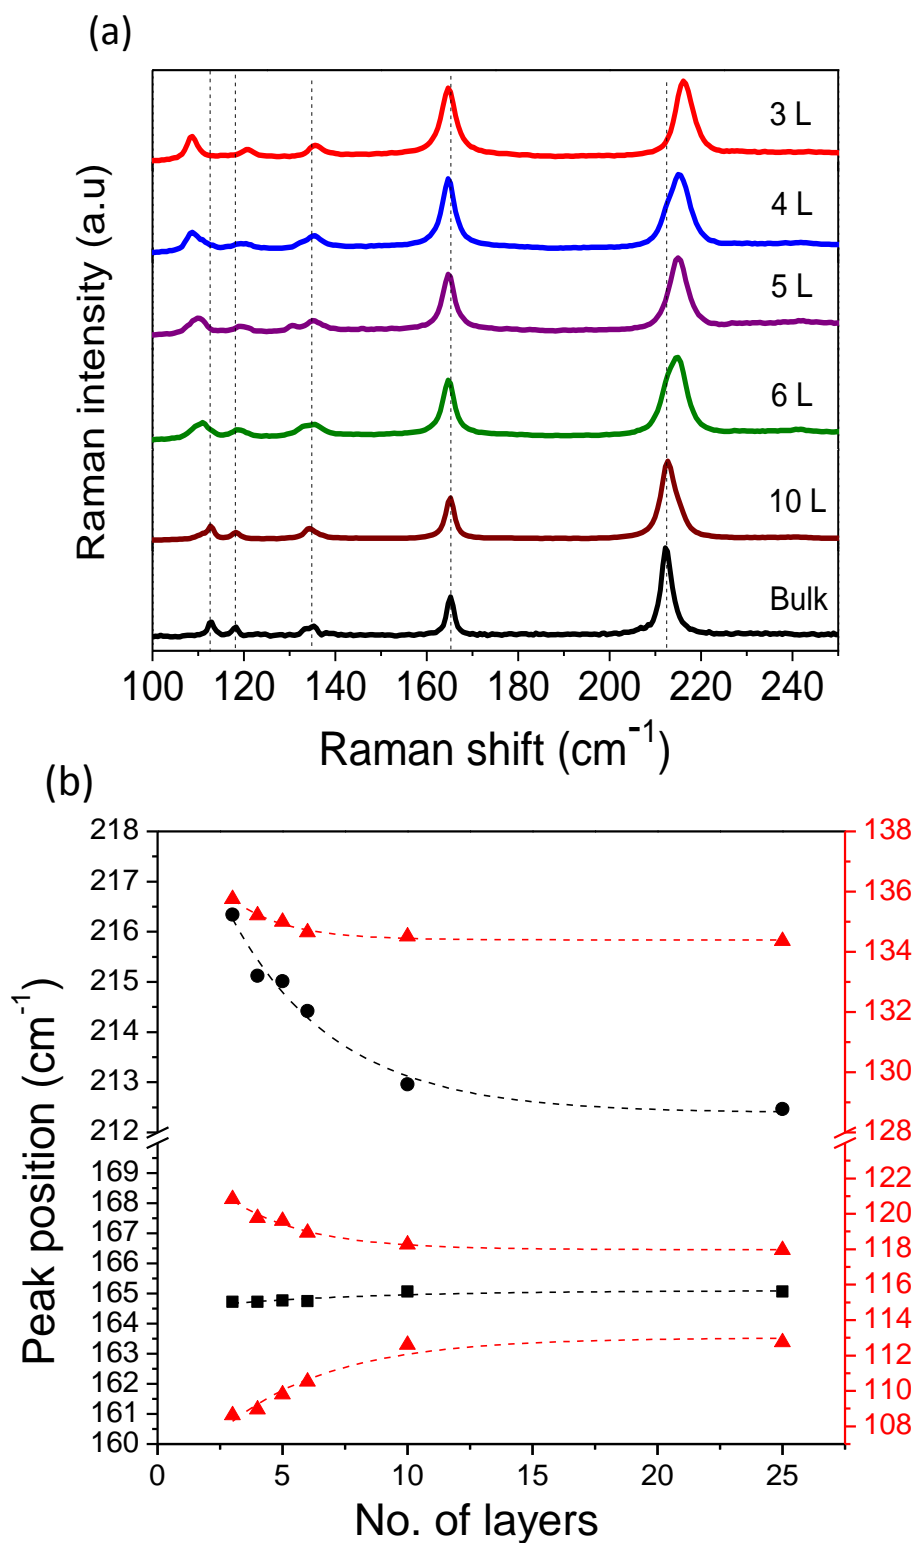 (a)
Raman intensity (a.u)
3 L
4 L
5 L
6 L
10 L
Bulk
100 120 140 160 180 200 220 240
Raman shift (cm⁻¹)
(b)
Peak position (cm⁻¹)
218
217
216
215
214
213
212
169
168
167
166
165
164
163
162
161
160
138
136
134
132
130
128
122
120
118
116
114
112
110
108
0 5 10 15 20 25
No. of layers